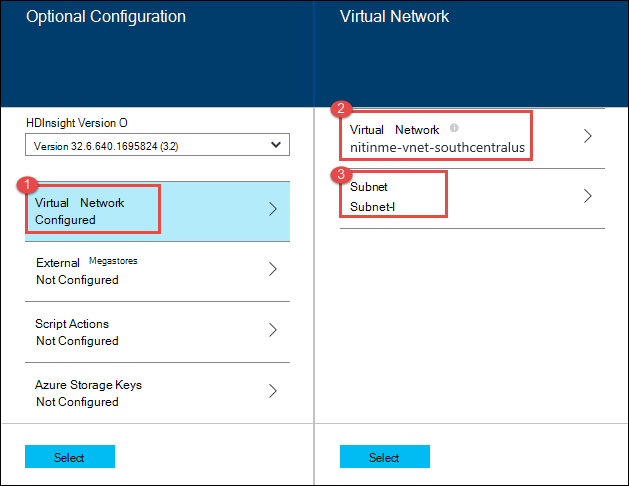 Optional Configuration
HDInsight Version O
Version 32.6.640.1695824 (3.2)
1
Virtual Network
Configured
External Megastores
Not Configured
Script Actions
Not Configured
Azure Storage Keys
Not Configured
Select
Virtual Network
2
Virtual Network
nitinme-vnet-southcentralus
3
Subnet
Subnet-l
Select